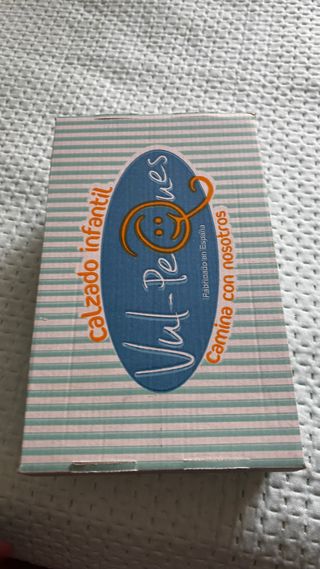 calzado infantil
Vul-PeQues
Fabricado en España
camina con nosotros